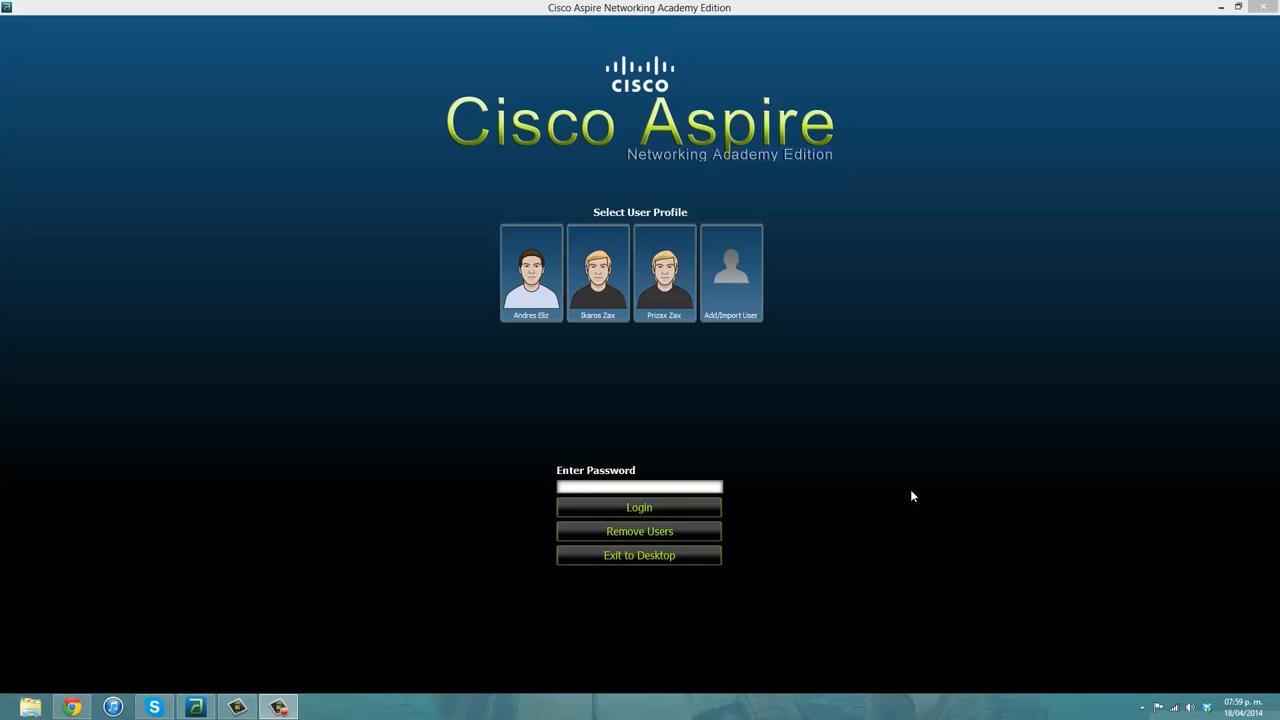 Cisco Aspire Networking Academy Edition
CISCO
Cisco Aspire
Networking Academy Edition
Select User Profile
Andres Eliz
Ikaros Zax
Prizax Zax
Add/Import User
Enter Password
Login
Remove Users
Exit to Desktop
07:59 p. m.
18/04/2014